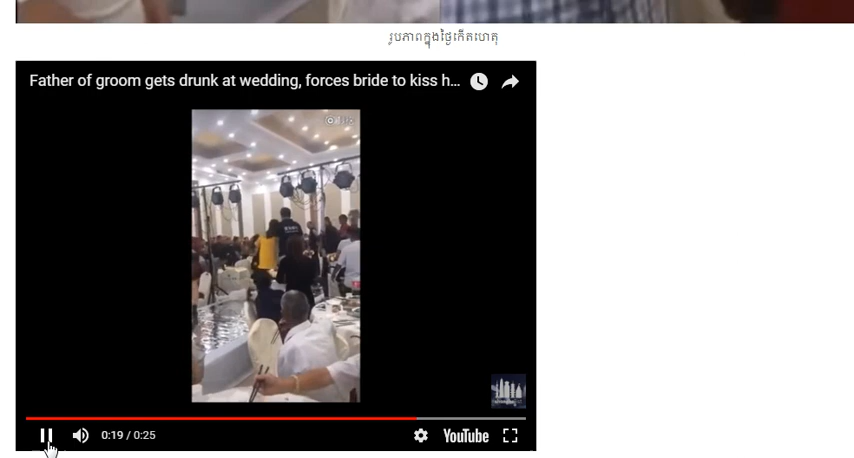 រូបភាពក្នុងថ្ងៃកើតហេតុ
Father of groom gets drunk at wedding, forces bride to kiss h...
0:19 / 0:25
YouTube